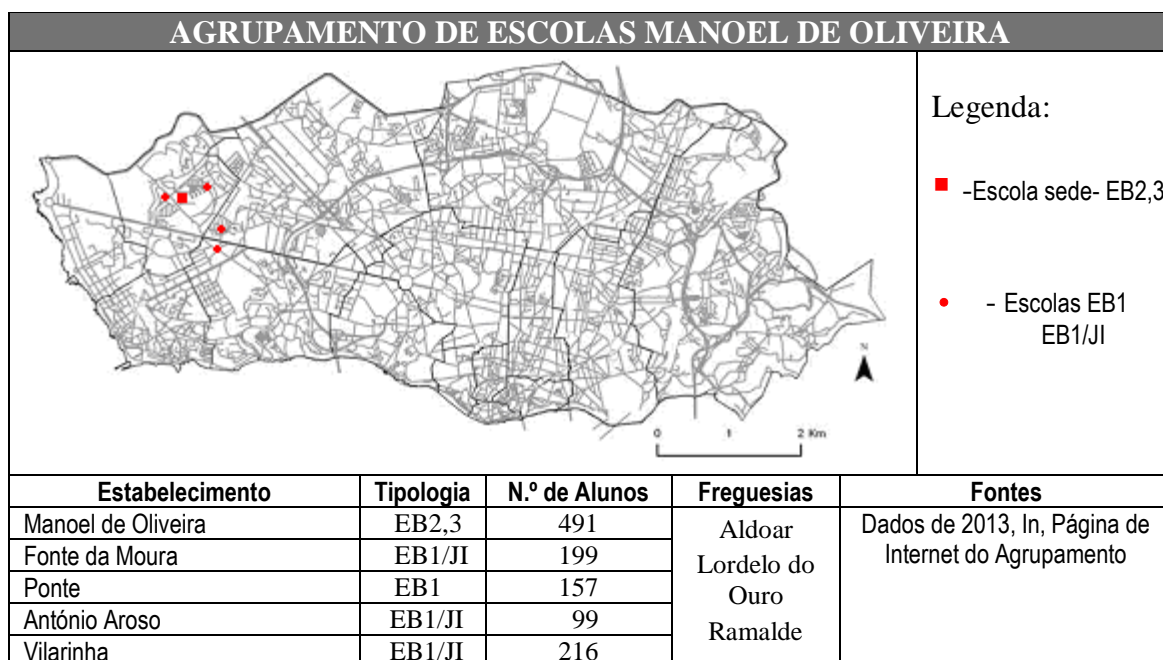 AGRUPAMENTO DE ESCOLAS MANOEL DE OLIVEIRA
Legenda:
-Escola sede- EB2,3
- Escolas EB1
EB1/JI
N
0 1 2 Km
Estabelecimento Tipologia N.º de Alunos Freguesias Fontes
Manoel de Oliveira EB2,3 491
Fonte da Moura EB1/JI 199
Ponte EB1 157
António Aroso EB1/JI 99
Vilarinha EB1/JI 216
Aldoar
Lordelo do
Ouro
Ramalde
Dados de 2013, In, Página de
Internet do Agrupamento